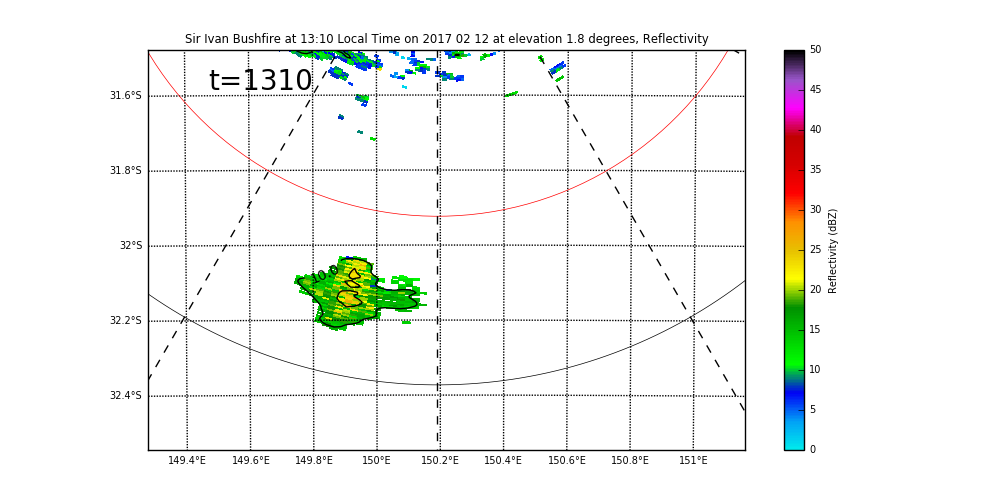 Sir Ivan Bushfire at 13:10 Local Time on 2017 02 12 at elevation 1.8 degrees, Reflectivity
t=1310
31.6°S
31.8°S
32°S
32.2°S
32.4°S
149.4°E 149.6°E 149.8°E 150°E 150.2°E 150.4°E 150.6°E 150.8°E 151°E
50
45
40
35
30
25
20
15
10
5
0
Reflectivity (dBZ)